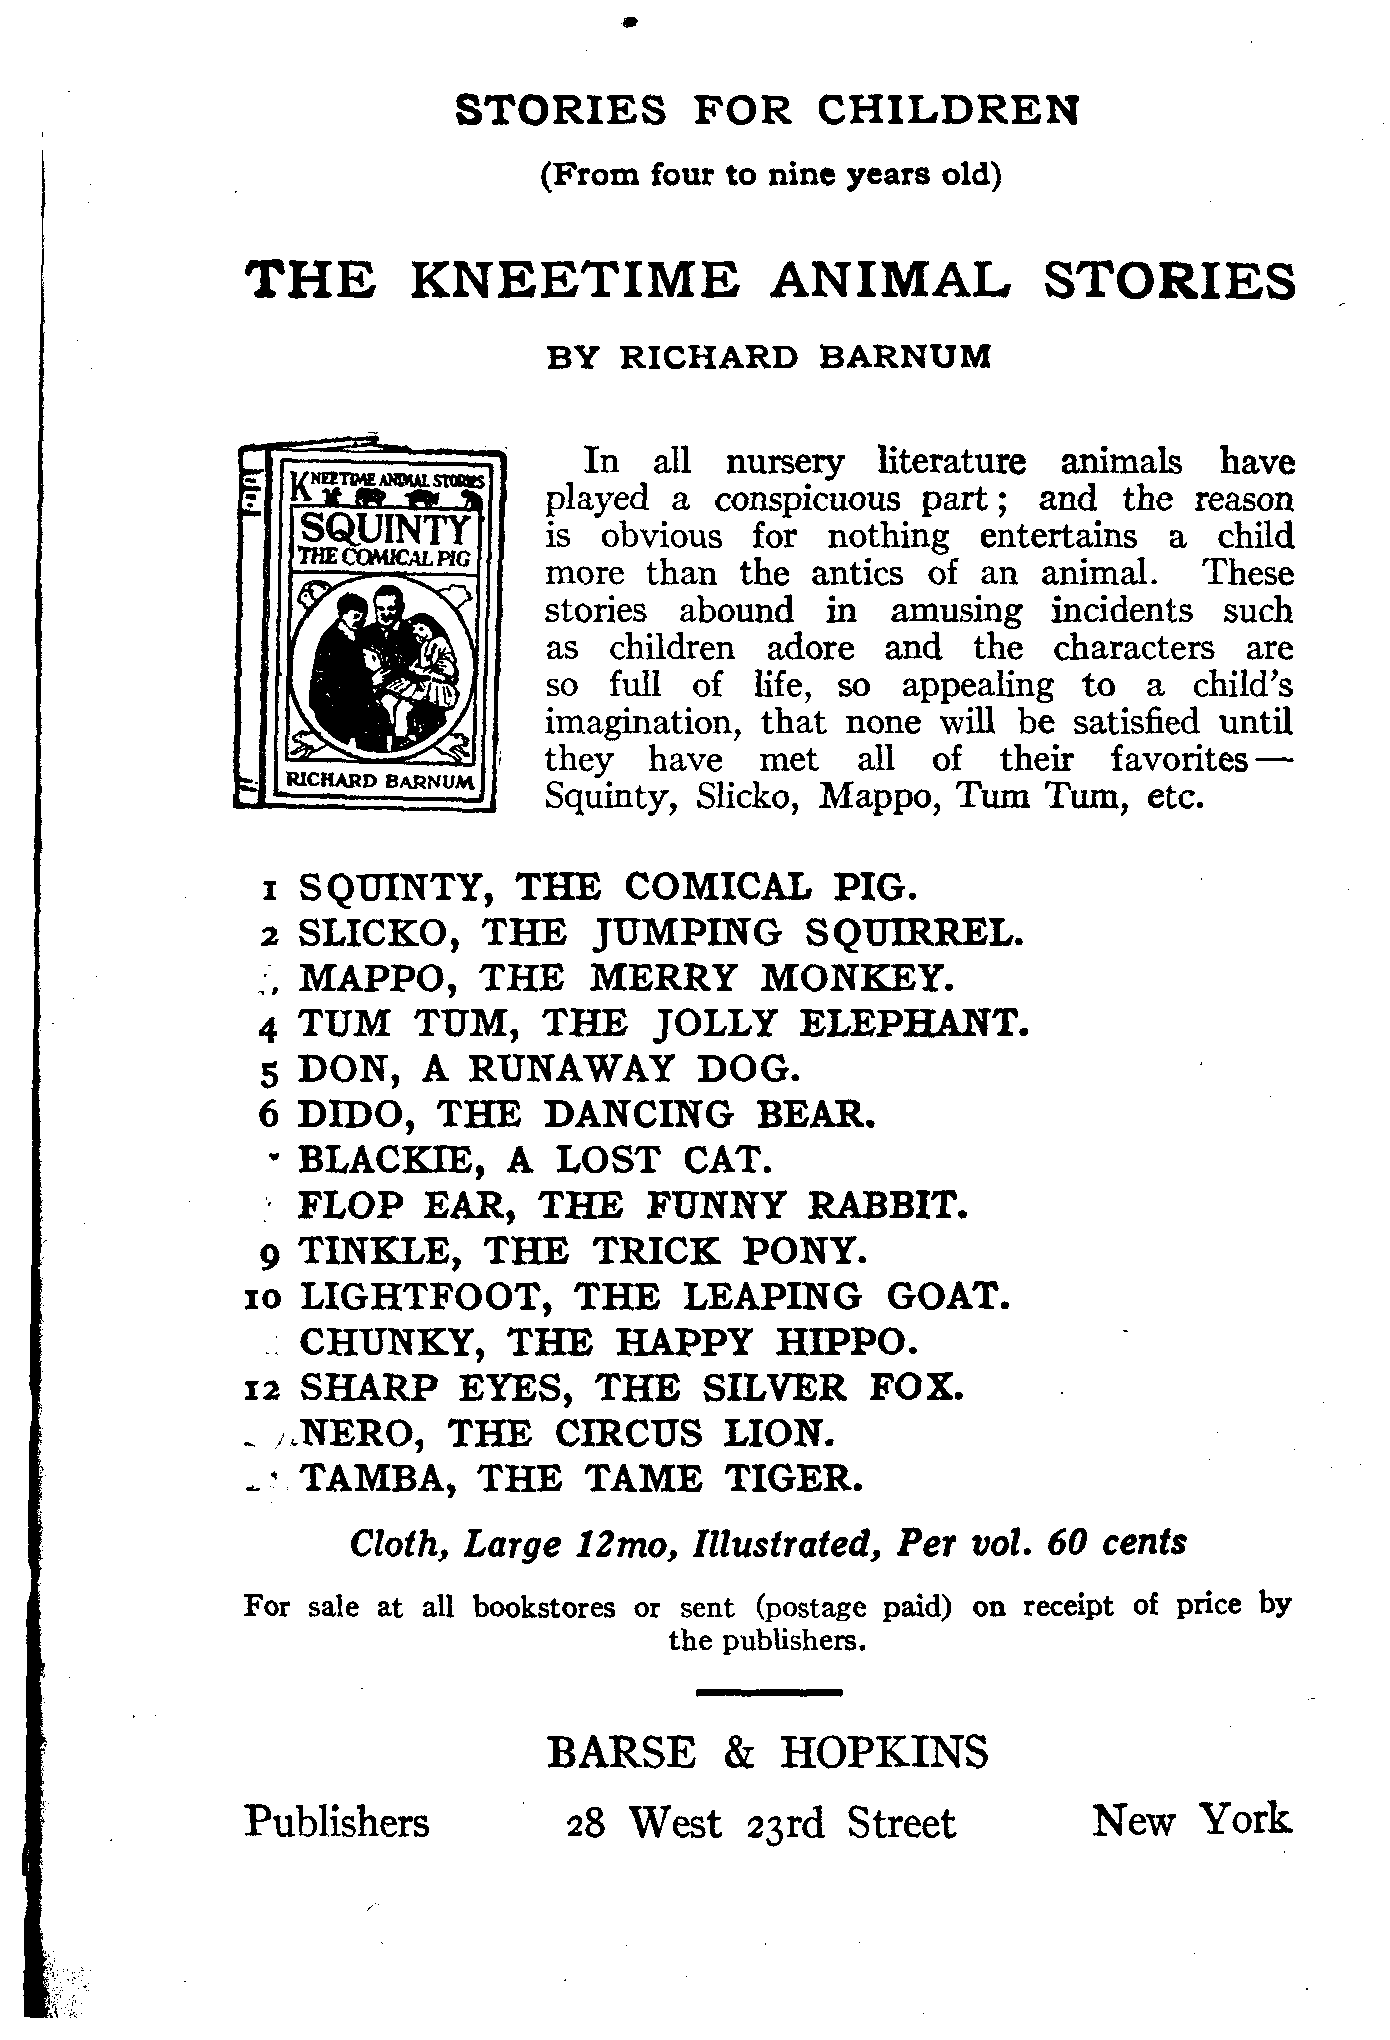 STORIES FOR CHILDREN
(From four to nine years old)
THE KNEETIME ANIMAL STORIES
BY RICHARD BARNUM
KNEETIME ANIMAL STORIES
SQUINTY
THE COMICAL PIG
RICHARD BARNUM
In all nursery literature animals have
played a conspicuous part; and the reason
is obvious for nothing entertains a child
more than the antics of an animal. These
stories abound in amusing incidents such
as children adore and the characters are
so full of life, so appealing to a child's
imagination, that none will be satisfied until
they have met all of their favorites—
Squinty, Slicko, Mappo, Tum Tum, etc.
1 SQUINTY, THE COMICAL PIG.
2 SLICKO, THE JUMPING SQUIRREL.
MAPPO, THE MERRY MONKEY.
4 TUM TUM, THE JOLLY ELEPHANT.
5 DON, A RUNAWAY DOG.
6 DIDO, THE DANCING BEAR.
BLACKIE, A LOST CAT.
FLOP EAR, THE FUNNY RABBIT.
9 TINKLE, THE TRICK PONY.
10 LIGHTFOOT, THE LEAPING GOAT.
CHUNKY, THE HAPPY HIPPO.
12 SHARP EYES, THE SILVER FOX.
NERO, THE CIRCUS LION.
TAMBA, THE TAME TIGER.
Cloth, Large 12mo, Illustrated, Per vol. 60 cents
For sale at all bookstores or sent (postage paid) on receipt of price by
the publishers.
BARSE & HOPKINS
Publishers 28 West 23rd Street New York